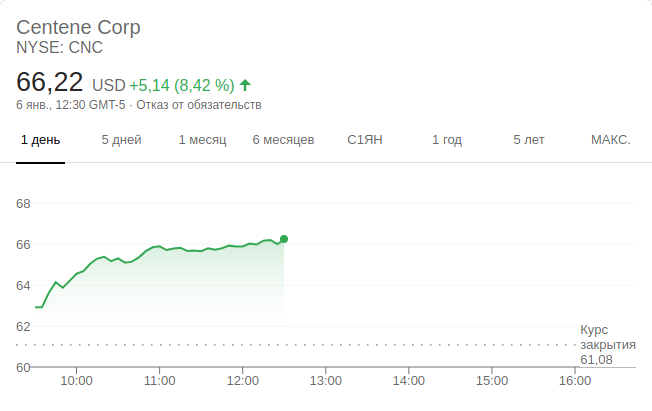 Centene Corp
NYSE: CNC
66,22 USD +5,14 (8,42 %)
6 янв., 12:30 GMT-5 · Отказ от обязательств
1 день 5 дней 1 месяц 6 месяцев С1ЯН 1 год 5 лет МАКС.
68
66
64
62
Курс
закрытия
61,08
60
10:00 11:00 12:00 13:00 14:00 15:00 16:00